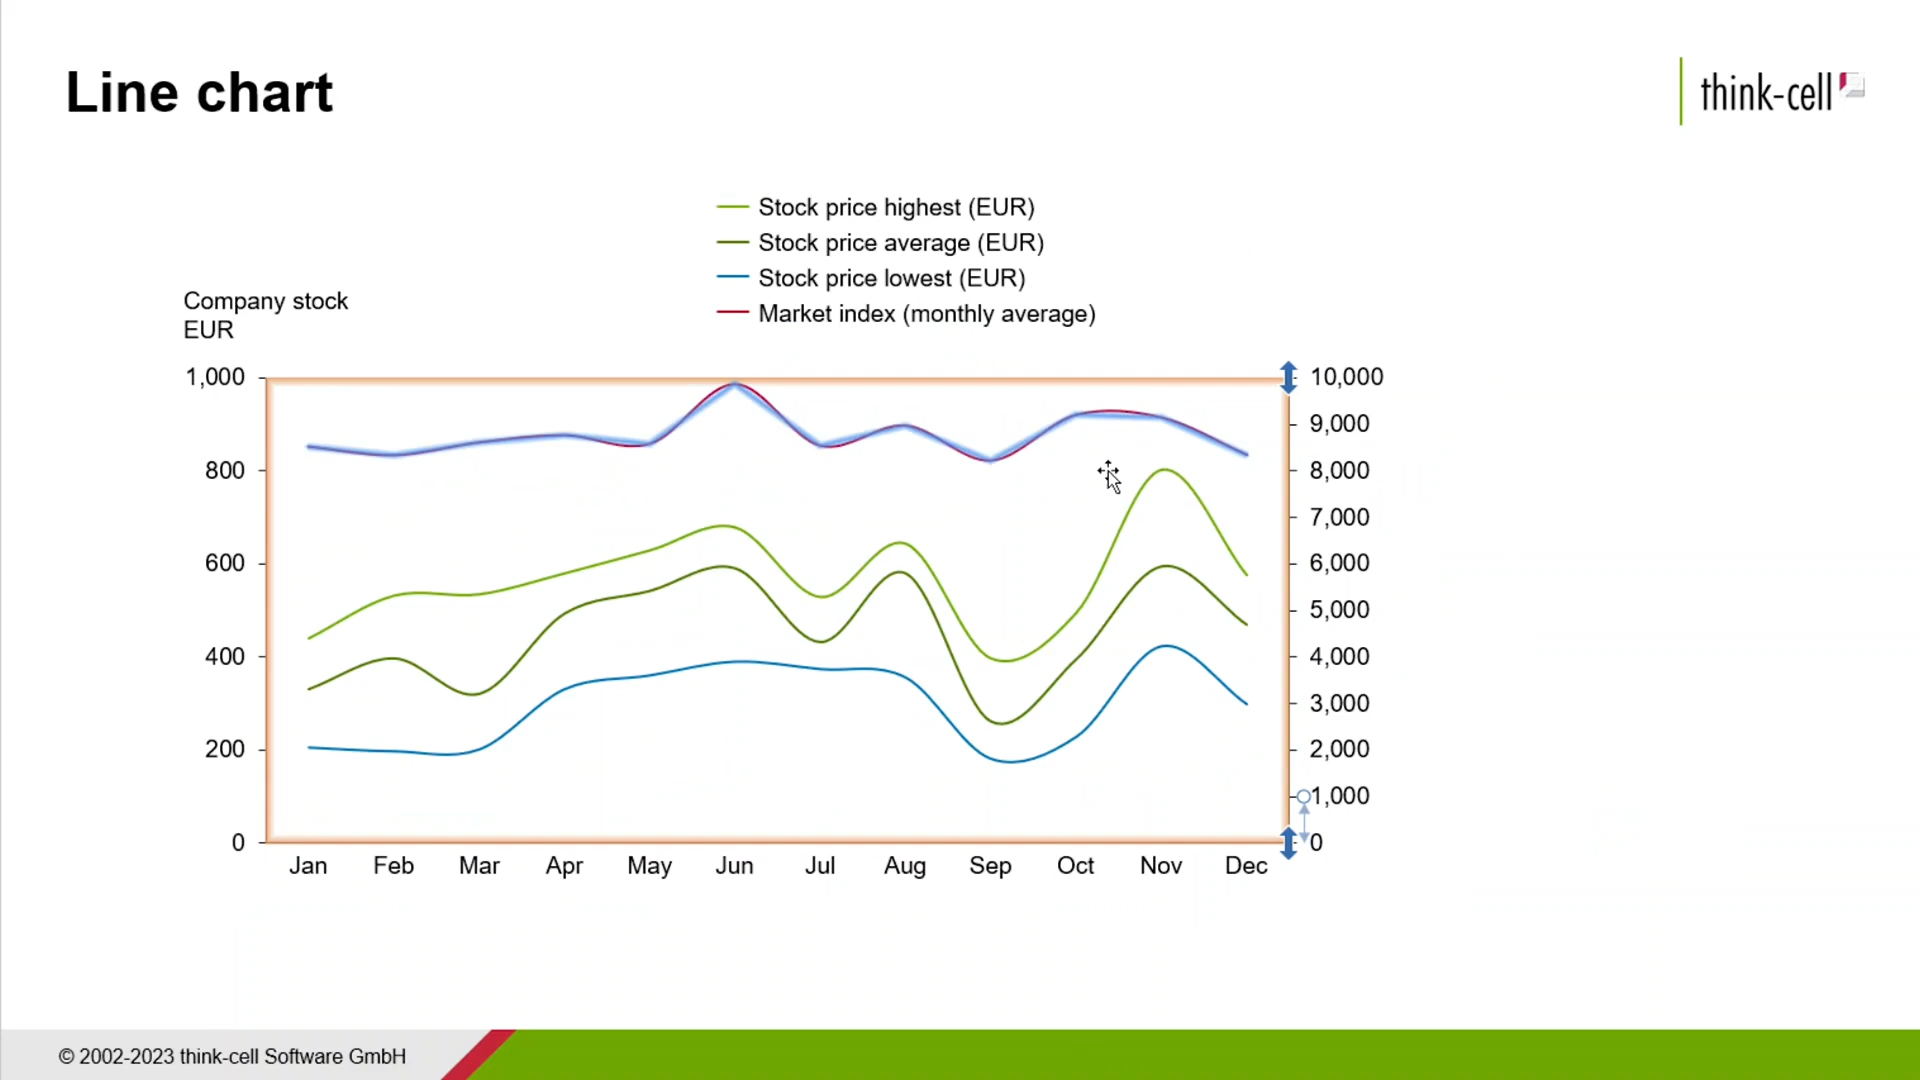 Line chart
think-cell
Stock price highest (EUR)
Stock price average (EUR)
Stock price lowest (EUR)
Market index (monthly average)
Company stock
EUR
1,000
800
600
400
200
0
10,000
9,000
8,000
7,000
6,000
5,000
4,000
3,000
2,000
1,000
0
Jan Feb Mar Apr May Jun Jul Aug Sep Oct Nov Dec
© 2002-2023 think-cell Software GmbH